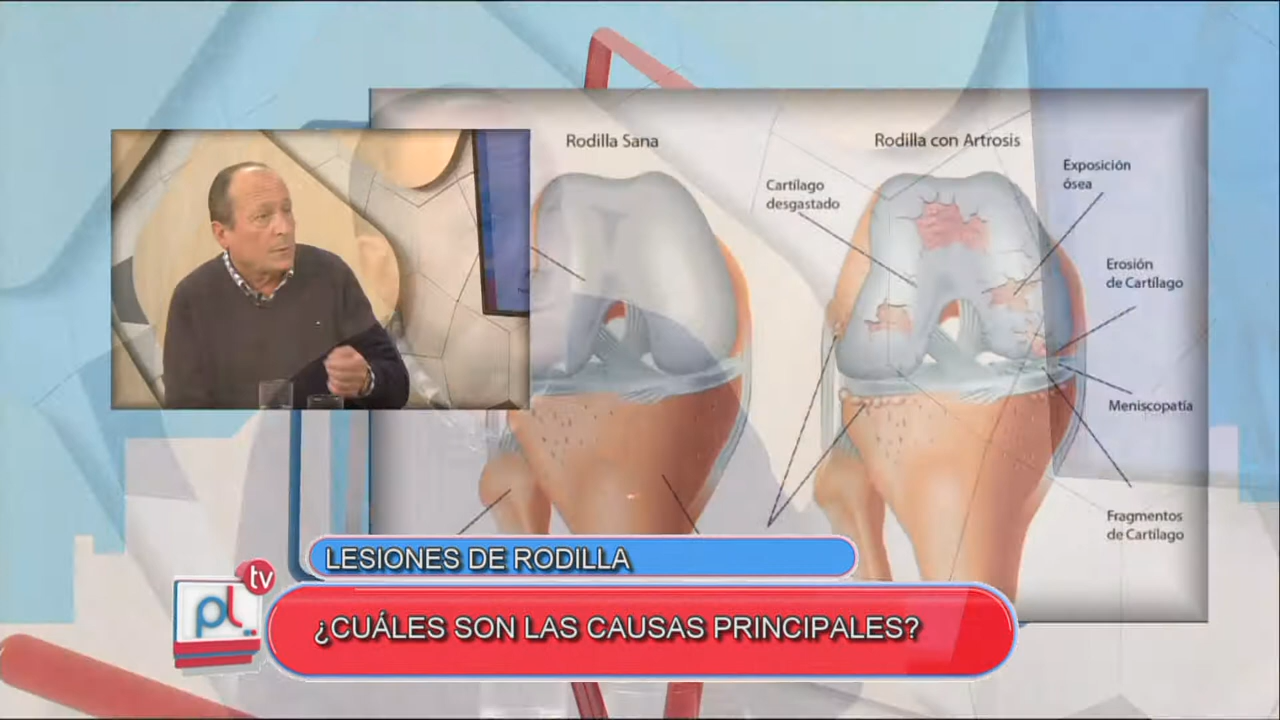 Rodilla Sana
Rodilla con Artrosis
Exposición
ósea
Cartílago
desgastado
Erosión
de Cartílago
Meniscopatía
Fragmentos
de Cartílago
LESIONES DE RODILLA
tv
pl..
¿CUÁLES SON LAS CAUSAS PRINCIPALES?